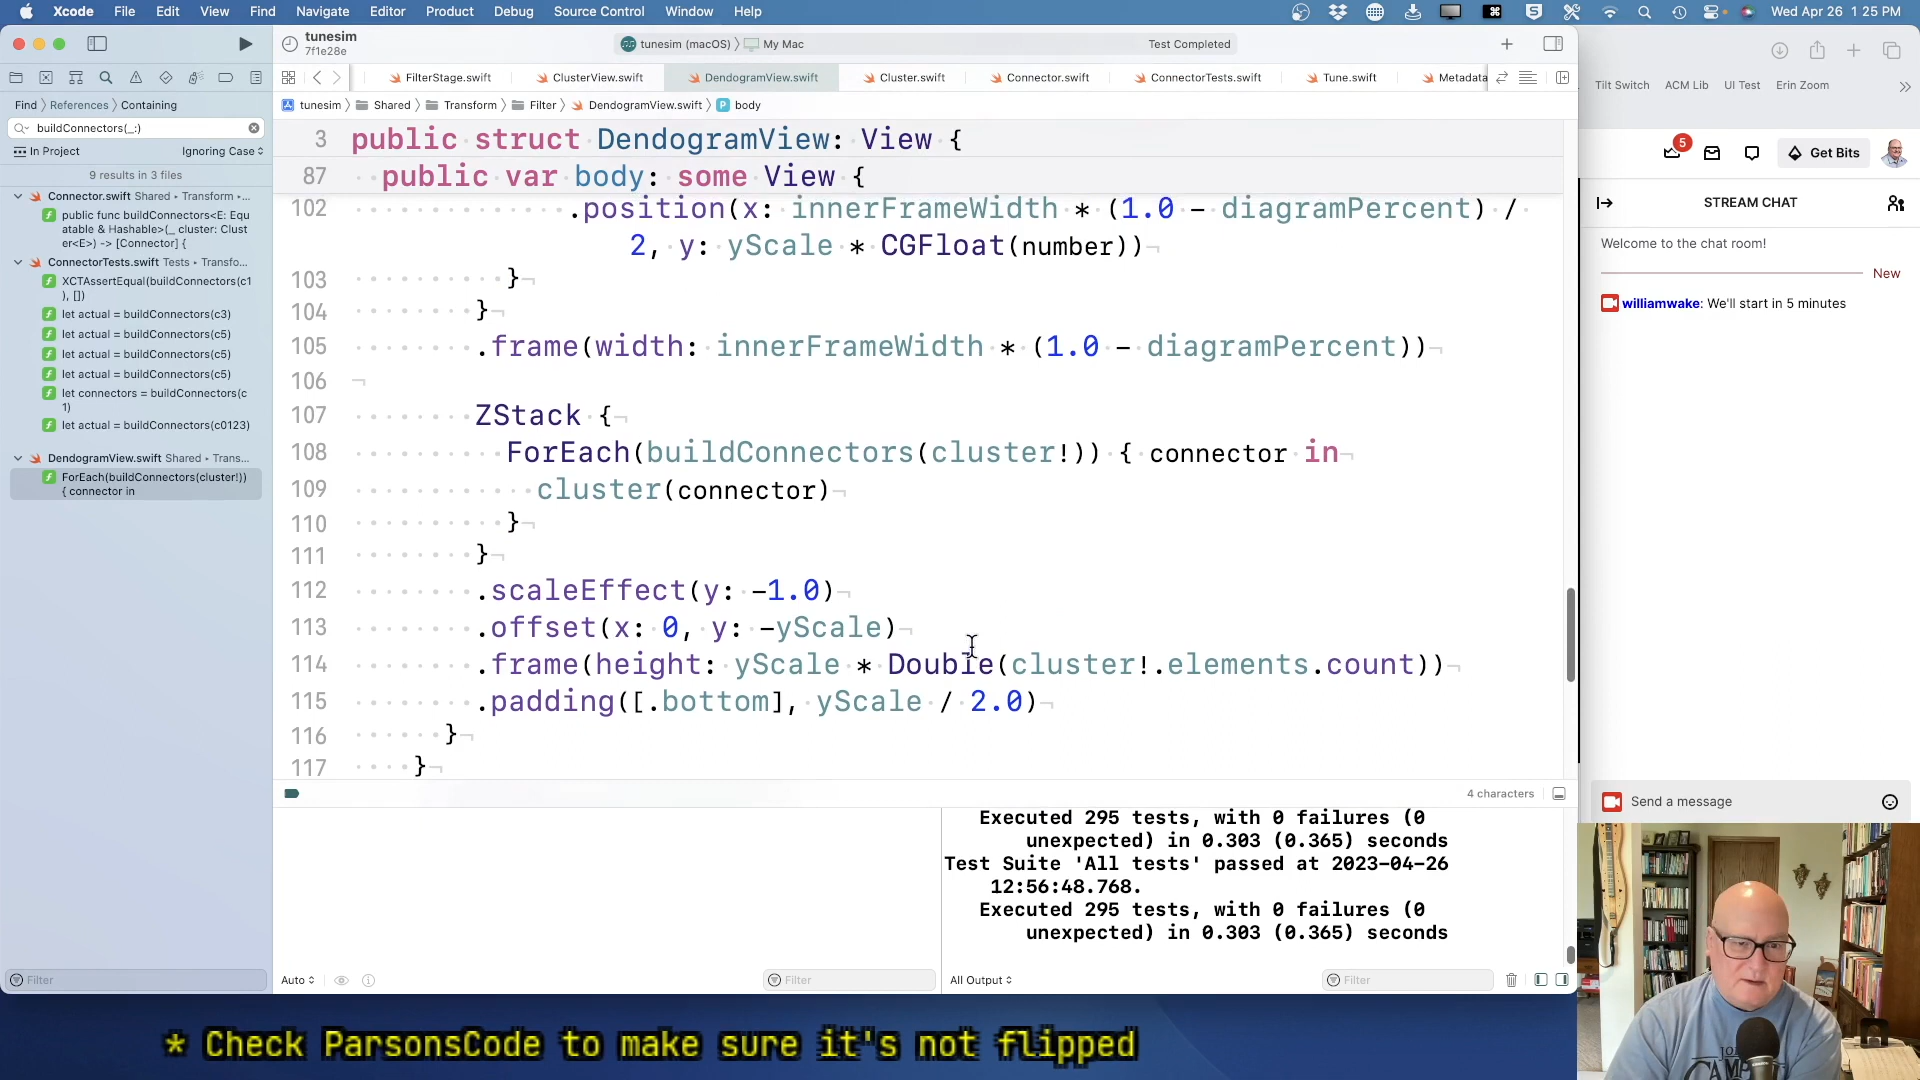 Xcode File Edit View Find Navigate Editor Product Debug Source Control Window Help
Wed Apr 26 1:25 PM
tunesim
7f1e28e
tunesim (macOS) My Mac
Test Completed
FilterStage.swift ClusterView.swift DendogramView.swift Cluster.swift Connector.swift ConnectorTests.swift Tune.swift Metadata
Find References Containing
tunesim Shared Transform Filter DendogramView.swift body
buildConnectors(_:)
In Project
Ignoring Case
9 results in 3 files
Connector.swift Shared ▸ Transform ▸...
public func buildConnectors<E: Equ
atable & Hashable>(_ cluster: Clust
er<E>) -> [Connector] {
ConnectorTests.swift Tests ▸ Transfo...
XCTAssertEqual(buildConnectors(c1
), [])
let actual = buildConnectors(c3)
let actual = buildConnectors(c5)
let actual = buildConnectors(c5)
let actual = buildConnectors(c5)
let connectors = buildConnectors(c
1)
let actual = buildConnectors(c0123)
DendogramView.swift Shared ▸ Trans...
ForEach(buildConnectors(cluster!))
{ connector in
Filter
3 public struct DendogramView: View {
87 public var body: some View {
102 .position(x: innerFrameWidth * (1.0 - diagramPercent) /
2, y: yScale * CGFloat(number))
103 }
104 }
105 .frame(width: innerFrameWidth * (1.0 - diagramPercent))
106
107 ZStack {
108 ForEach(buildConnectors(cluster!)) { connector in
109 cluster(connector)
110 }
111 }
112 .scaleEffect(y: -1.0)
113 .offset(x: 0, y: -yScale)
114 .frame(height: yScale * Double(cluster!.elements.count))
115 .padding([.bottom], yScale / 2.0)
116 }
117 }
4 characters
Executed 295 tests, with 0 failures (0
unexpected) in 0.303 (0.365) seconds
Test Suite 'All tests' passed at 2023-04-26
12:56:48.768.
Executed 295 tests, with 0 failures (0
unexpected) in 0.303 (0.365) seconds
Auto
Filter
All Output
Filter
Tilt Switch ACM Lib UI Test Erin Zoom
5
Get Bits
STREAM CHAT
Welcome to the chat room!
New
williamwake: We'll start in 5 minutes
Send a message
* Check ParsonsCode to make sure it's not flipped